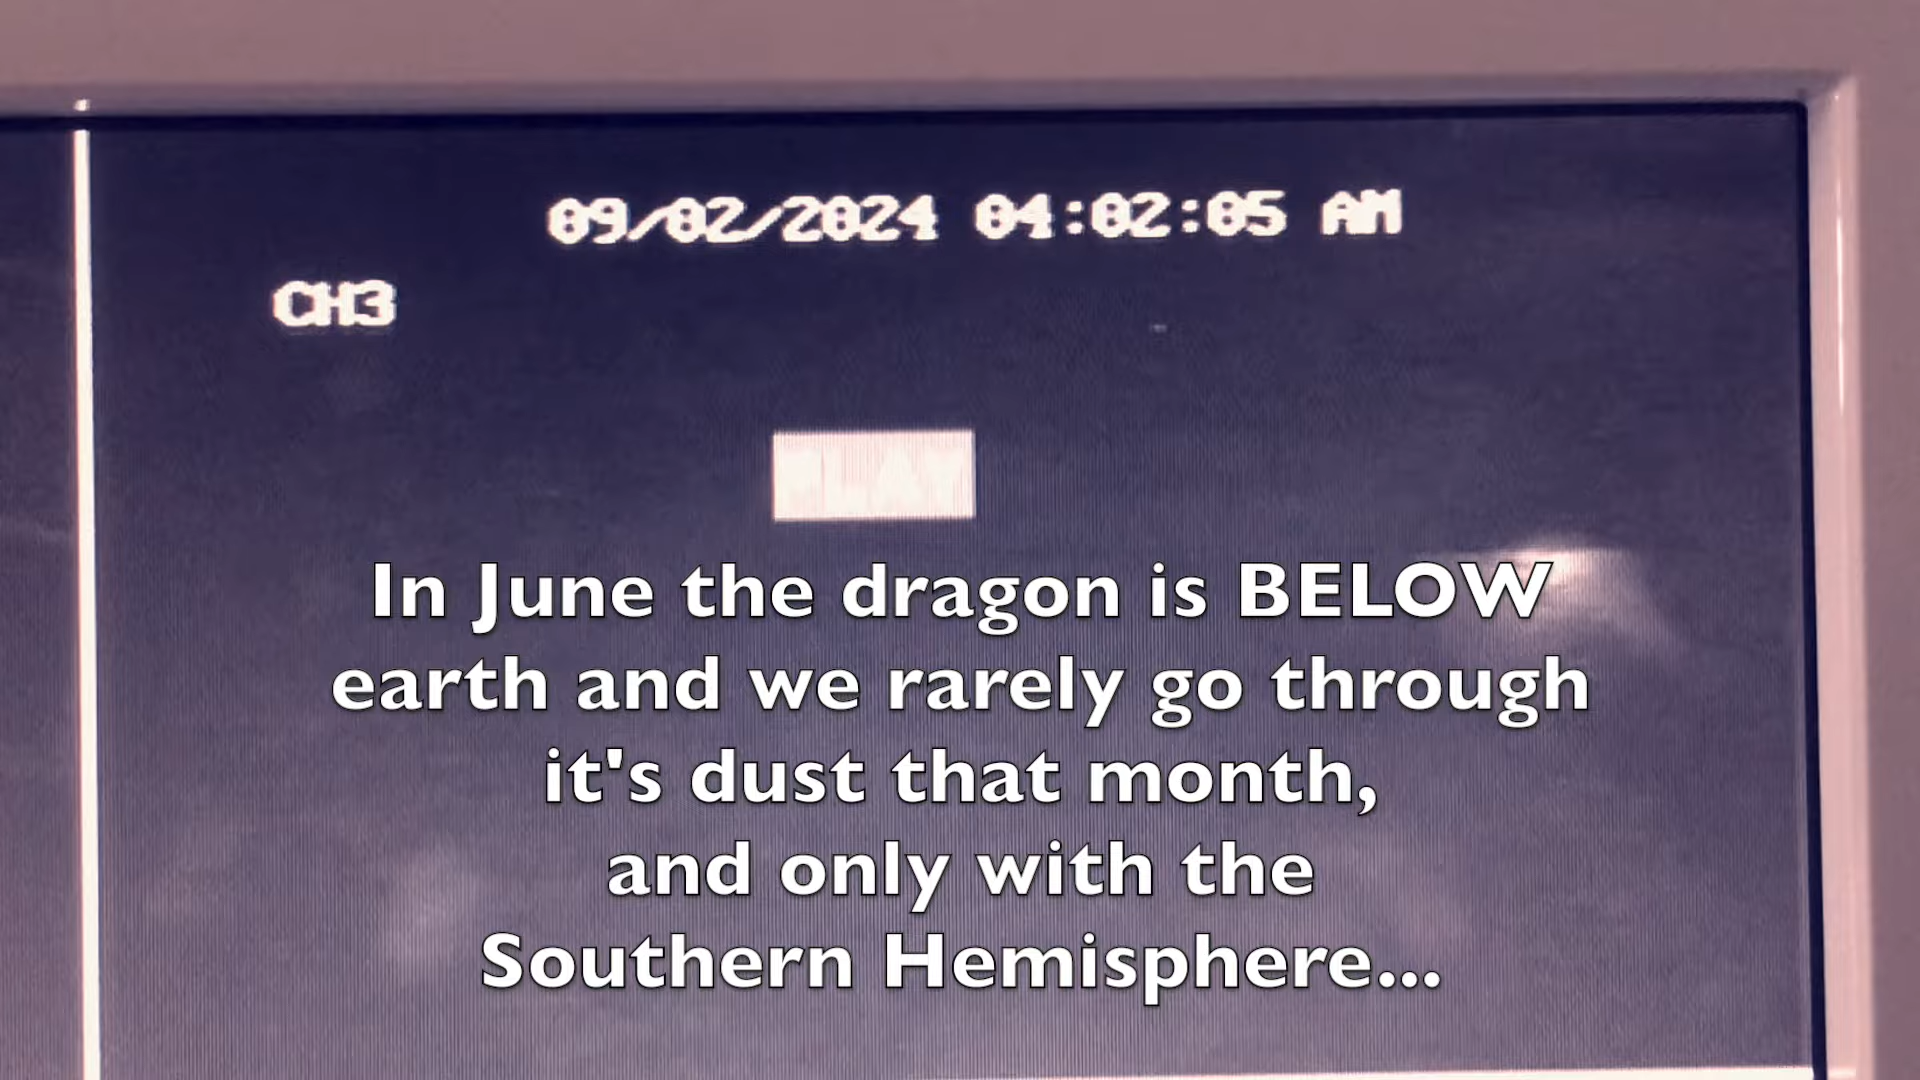 09/02/2024 04:02:05 AM
CH3
PLAY
In June the dragon is BELOW
earth and we rarely go through
it's dust that month,
and only with the
Southern Hemisphere...